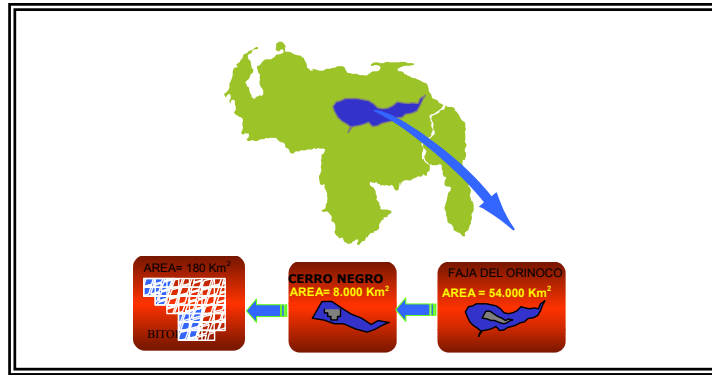 AREA= 180 Km²
BITO
CERRO NEGRO
AREA= 8.000 Km²
FAJA DEL ORINOCO
AREA = 54.000 Km²